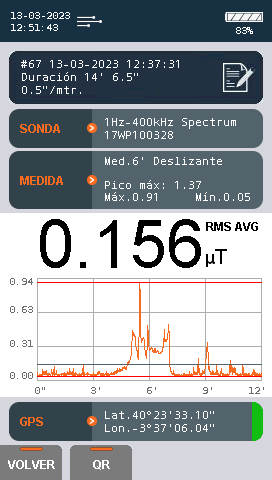 13-03-2023
12:51:43
83%
#67 13-03-2023 12:37:31
Duración 14' 6.5"
0.5"/mtr.
SONDA
1Hz-400kHz Spectrum
17WP100328
MEDIDA
Med.6' Deslizante
Pico máx: 1.37
Máx.0.91 Mín.0.05
0.156 RMS AVG
µT
0.94
0.63
0.31
0.00
0" 3' 6' 9' 12'
GPS
Lat.40°23'33.10"
Lon.-3°37'06.04"
VOLVER QR